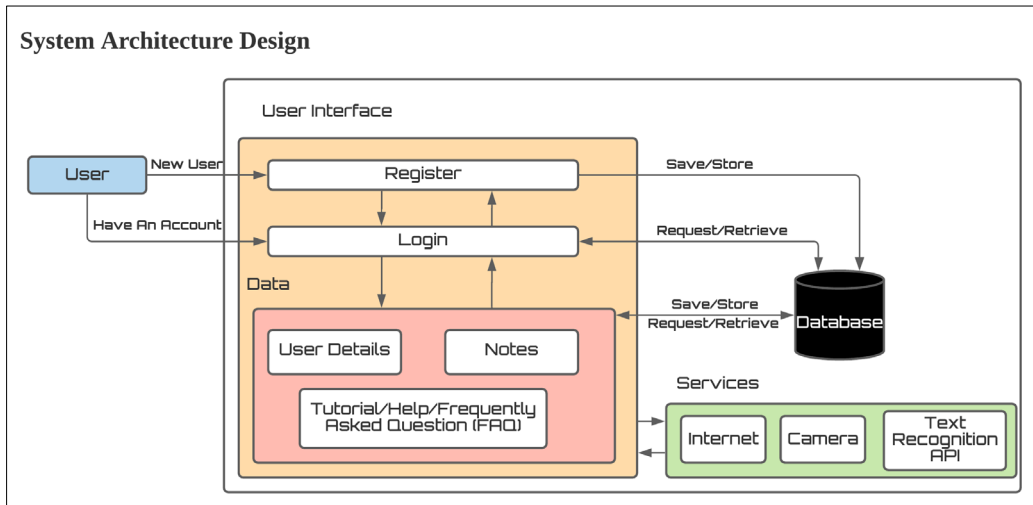 System Architecture Design
User Interface
User
New User
Register
Save/Store
Have An Account
Login
Request/Retrieve
Data
Save/Store
Request/Retrieve
Database
User Details
Notes
Tutorial/Help/Frequently
Asked Question (FAQ)
Services
Internet
Camera
Text
Recognition
API